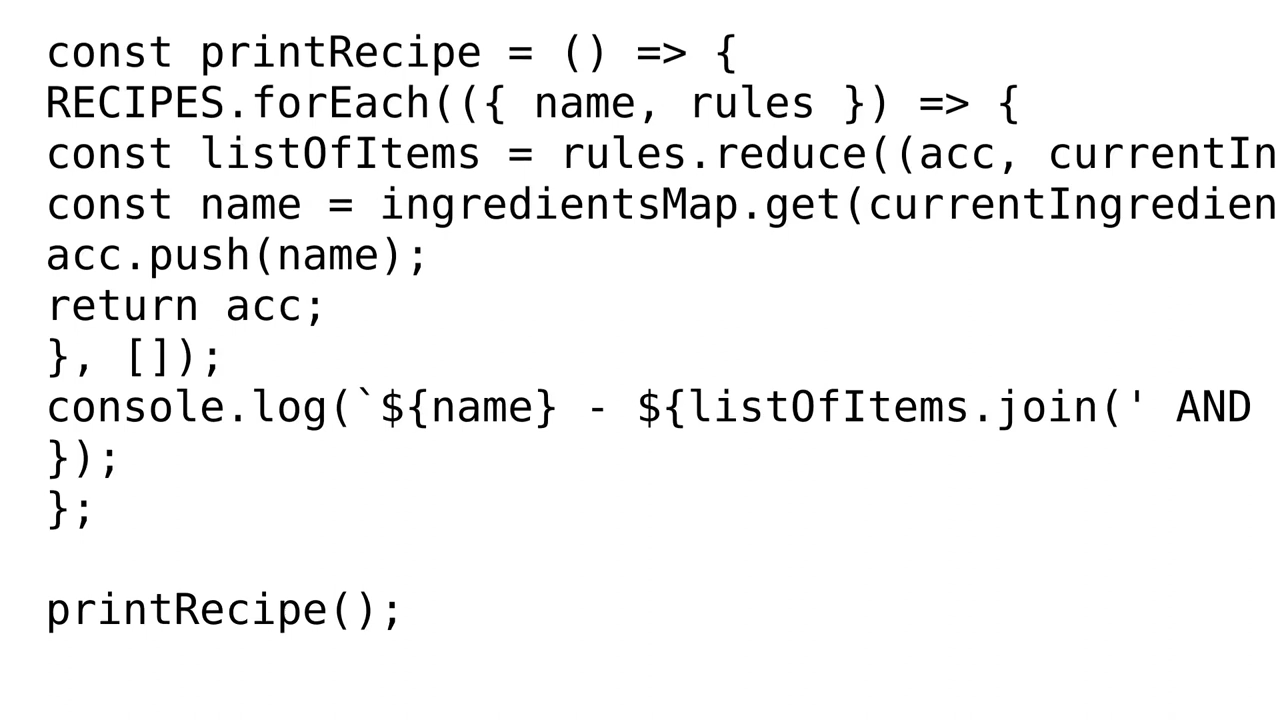 const printRecipe = () => {
RECIPES.forEach(({ name, rules }) => {
const listOfItems = rules.reduce((acc, currentIn
const name = ingredientsMap.get(currentIngredien
acc.push(name);
return acc;
}, []);
console.log(`${name} - ${listOfItems.join(' AND
});
};

printRecipe();